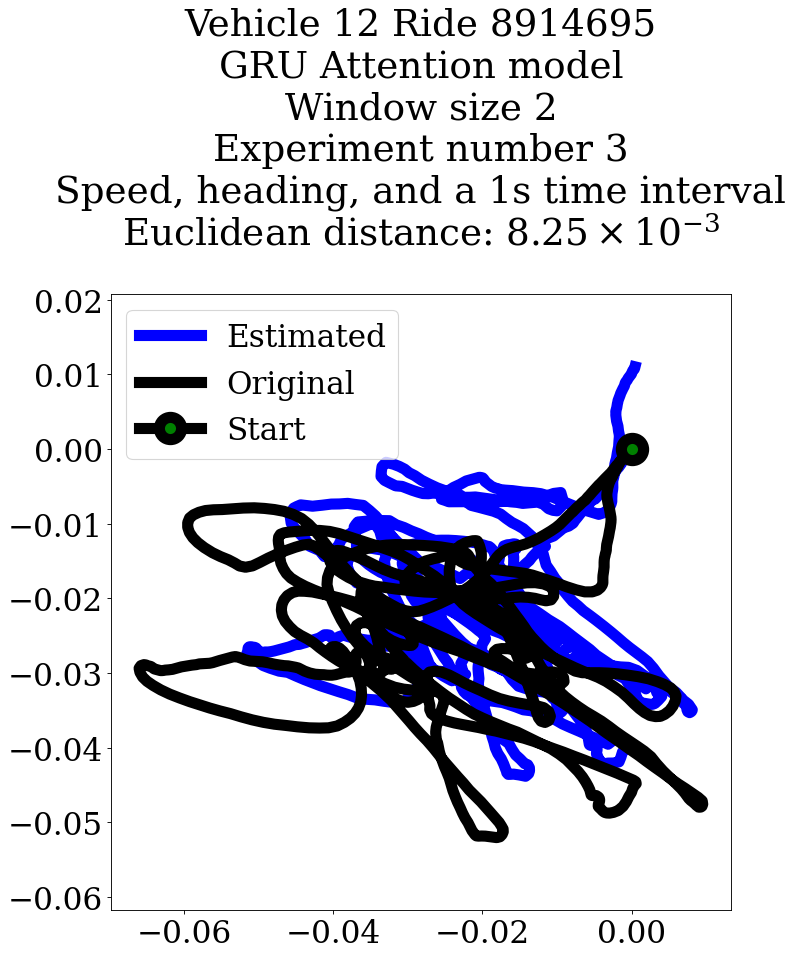 Vehicle 12 Ride 8914695
GRU Attention model
Window size 2
Experiment number 3
Speed, heading, and a 1s time interval
Euclidean distance: 8.25 × 10⁻³
0.02
Estimated
0.01
Original
Start
0.00
−0.01
−0.02
−0.03
−0.04
−0.05
−0.06
−0.06 −0.04 −0.02 0.00